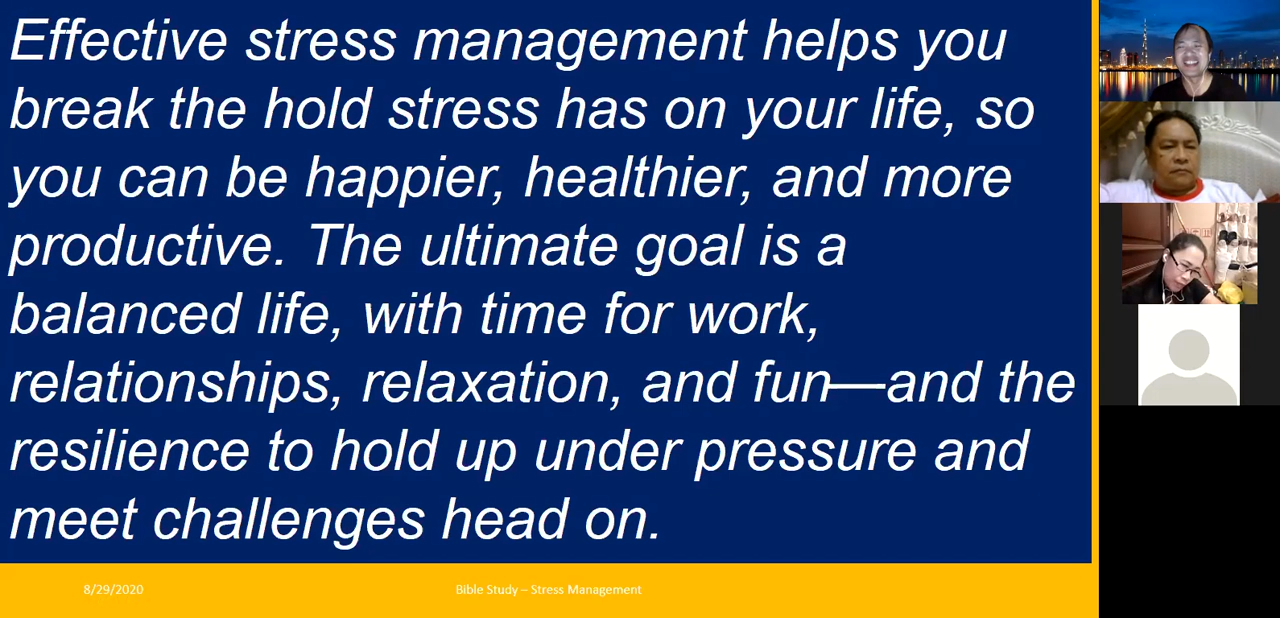 Effective stress management helps you
break the hold stress has on your life, so
you can be happier, healthier, and more
productive. The ultimate goal is a
balanced life, with time for work,
relationships, relaxation, and fun—and the
resilience to hold up under pressure and
meet challenges head on.
8/29/2020
Bible Study – Stress Management